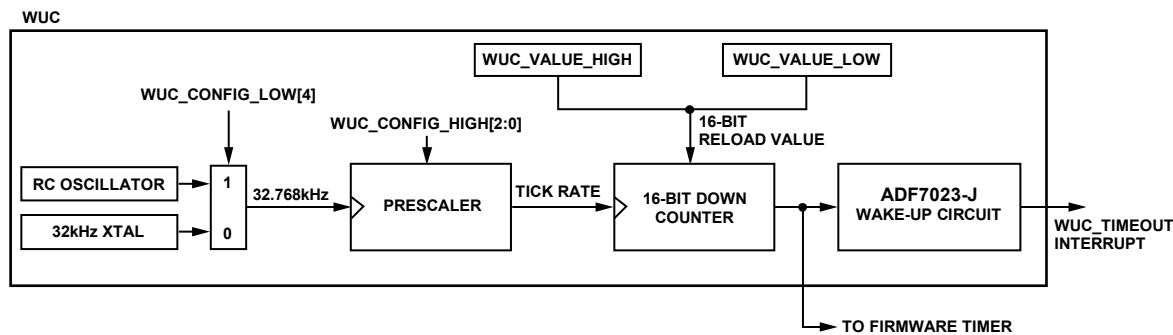 WUC
WUC_VALUE_HIGH
WUC_VALUE_LOW
WUC_CONFIG_LOW[4]
WUC_CONFIG_HIGH[2:0]
16-BIT
RELOAD VALUE
RC OSCILLATOR
1
32.768kHz
PRESCALER
TICK RATE
16-BIT DOWN
COUNTER
ADF7023-J
WAKE-UP CIRCUIT
32kHz XTAL
0
WUC_TIMEOUT
INTERRUPT
TO FIRMWARE TIMER